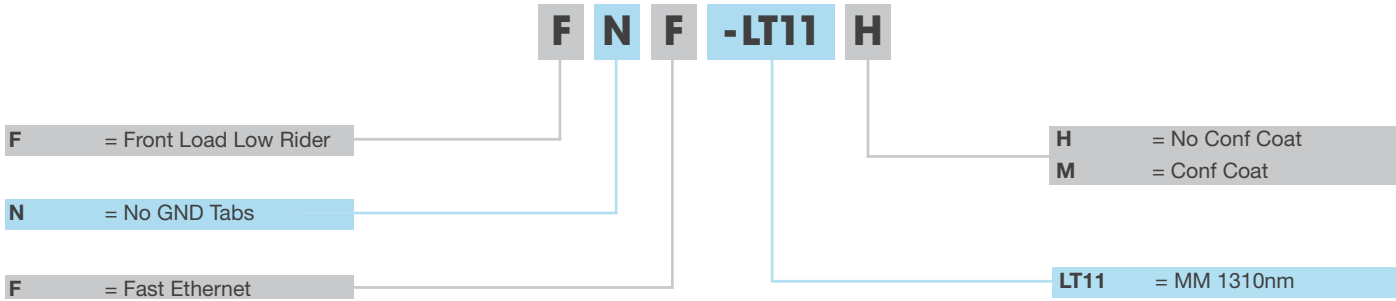 F N F -LT11 H
F = Front Load Low Rider
N = No GND Tabs
F = Fast Ethernet
H = No Conf Coat
M = Conf Coat
LT11 = MM 1310nm